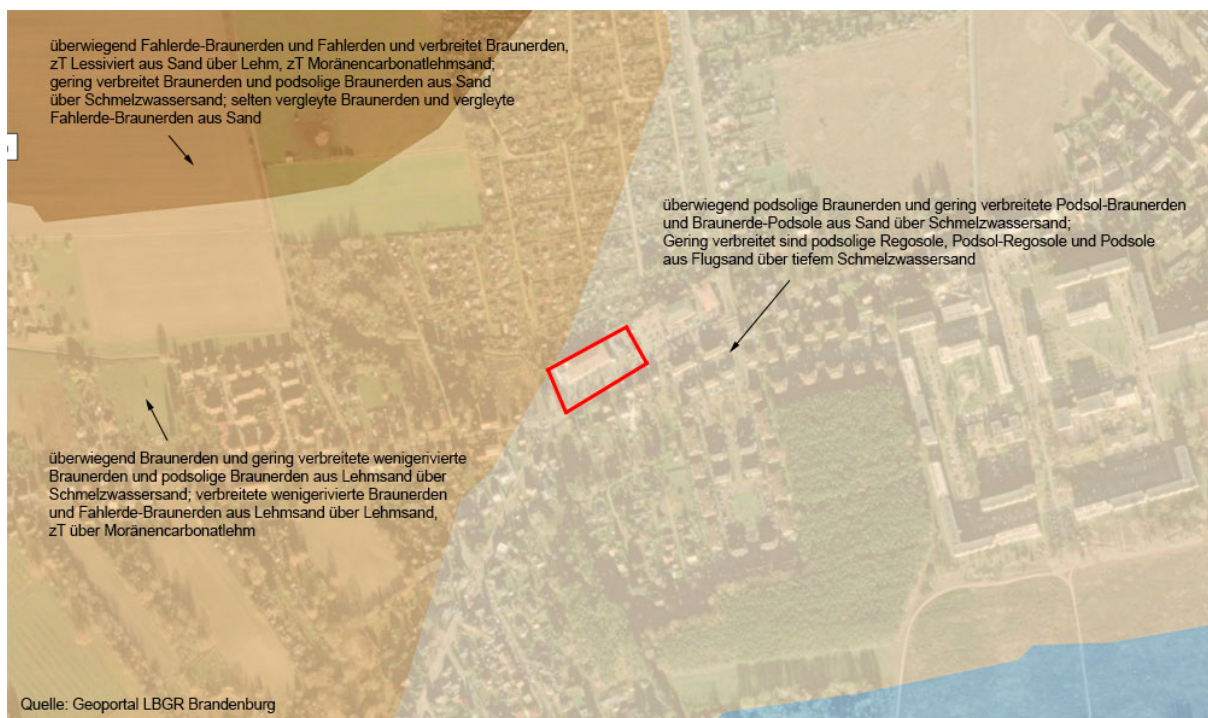 überwiegend Fahlerde-Braunerden und Fahlerden und verbreitet Braunerden,
zT Lessiviert aus Sand über Lehm, zT Moränencarbonatlehmsand;
gering verbreitet Braunerden und podsolige Braunerden aus Sand
über Schmelzwassersand; selten vergleyte Braunerden und vergleyte
Fahlerde-Braunerden aus Sand
überwiegend podsolige Braunerden und gering verbreitete Podsol-Braunerden
und Braunerde-Podsole aus Sand über Schmelzwassersand;
Gering verbreitet sind podsolige Regosole, Podsol-Regosole und Podsole
aus Flugsand über tiefem Schmelzwassersand
überwiegend Braunerden und gering verbreitete wenigerivierte
Braunerden und podsolige Braunerden aus Lehmsand über
Schmelzwassersand; verbreitete wenigerivierte Braunerden
und Fahlerde-Braunerden aus Lehmsand über Lehmsand,
zT über Moränencarbonatlehm
Quelle: Geoportal LBGR Brandenburg